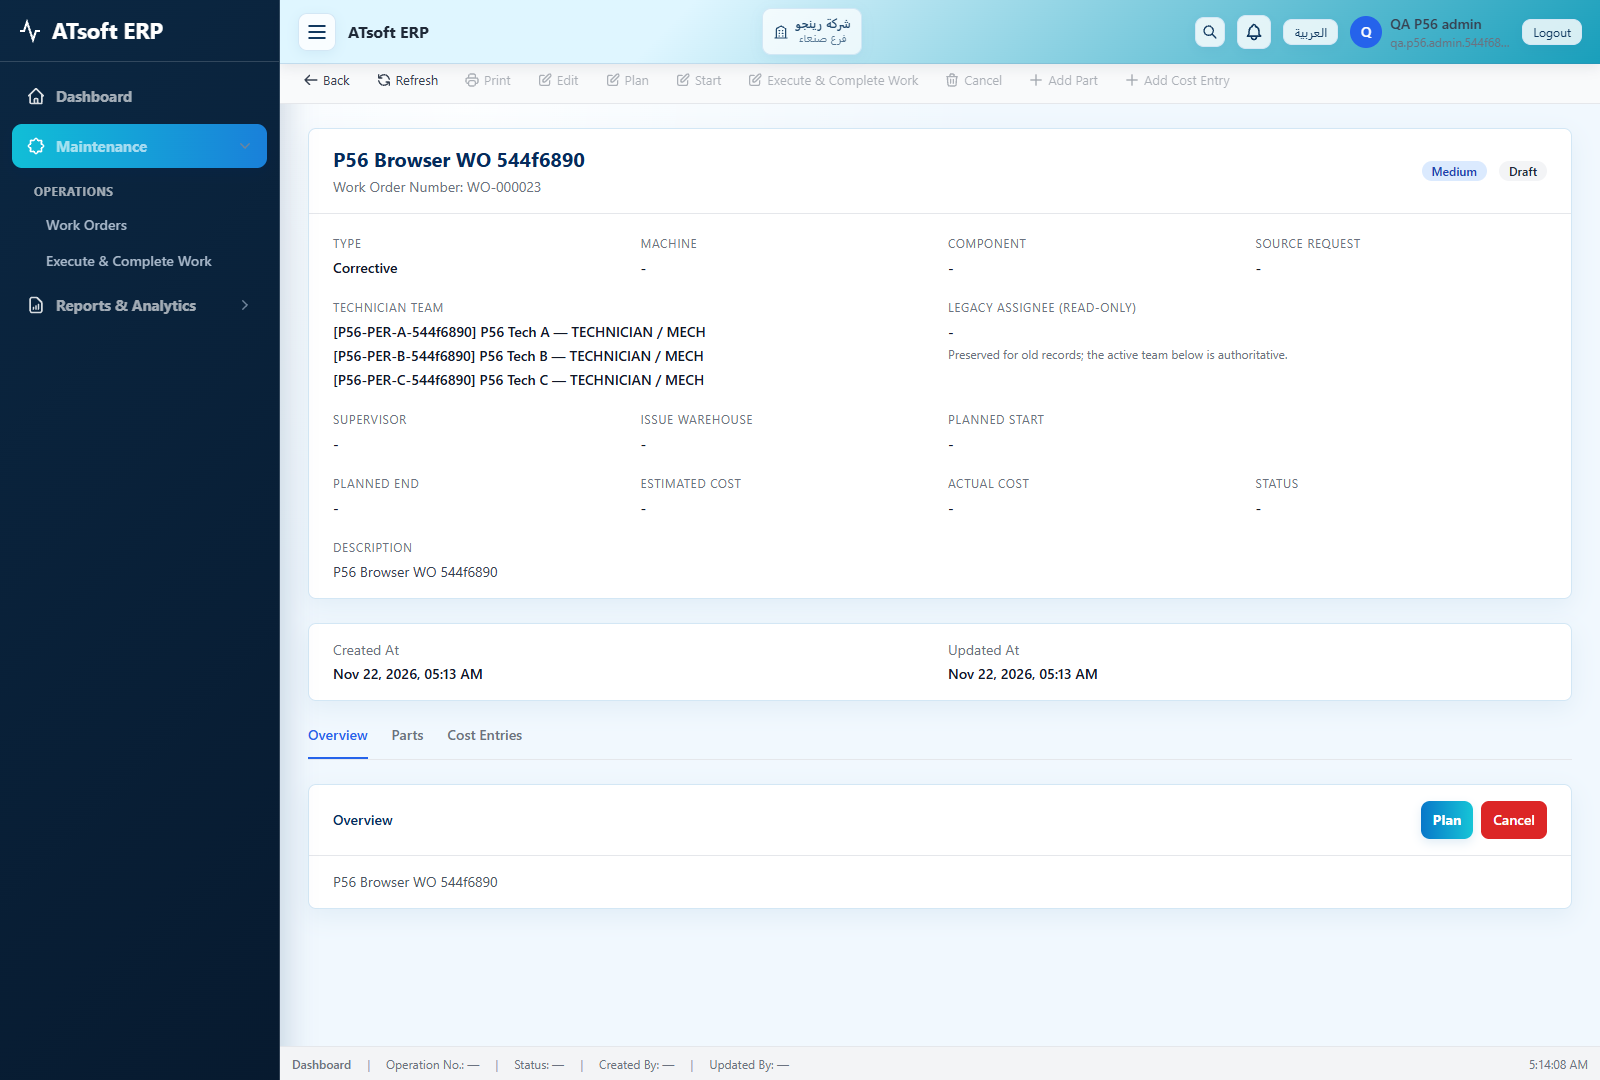 ATsoft ERP
Dashboard
Maintenance
OPERATIONS
Work Orders
Execute & Complete Work
Reports & Analytics
ATsoft ERP
شركة رينجو
فرع صنعاء
العربية
Q
QA P56 admin
qa.p56.admin.544f68...
Logout
Back
Refresh
Print
Edit
Plan
Start
Execute & Complete Work
Cancel
Add Part
Add Cost Entry
P56 Browser WO 544f6890
Work Order Number: WO-000023
Medium
Draft
TYPE
Corrective
MACHINE
-
COMPONENT
-
SOURCE REQUEST
-
TECHNICIAN TEAM
[P56-PER-A-544f6890] P56 Tech A — TECHNICIAN / MECH
[P56-PER-B-544f6890] P56 Tech B — TECHNICIAN / MECH
[P56-PER-C-544f6890] P56 Tech C — TECHNICIAN / MECH
LEGACY ASSIGNEE (READ-ONLY)
-
Preserved for old records; the active team below is authoritative.
SUPERVISOR
-
ISSUE WAREHOUSE
-
PLANNED START
-
PLANNED END
-
ESTIMATED COST
-
ACTUAL COST
-
STATUS
-
DESCRIPTION
P56 Browser WO 544f6890
Created At
Nov 22, 2026, 05:13 AM
Updated At
Nov 22, 2026, 05:13 AM
Overview
Parts
Cost Entries
Overview
Plan
Cancel
P56 Browser WO 544f6890
Dashboard | Operation No.: — | Status: — | Created By: — | Updated By: —
5:14:08 AM